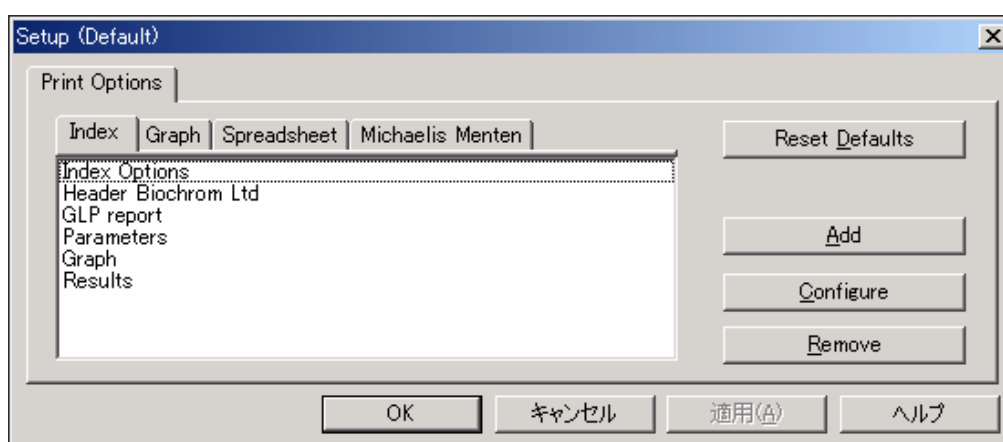 Setup (Default)
Print Options
Index Graph Spreadsheet Michaelis Menten
Index Options
Header Biochrom Ltd
GLP report
Parameters
Graph
Results
Reset Defaults
Add
Configure
Remove
OK キャンセル 適用(A) ヘルプ